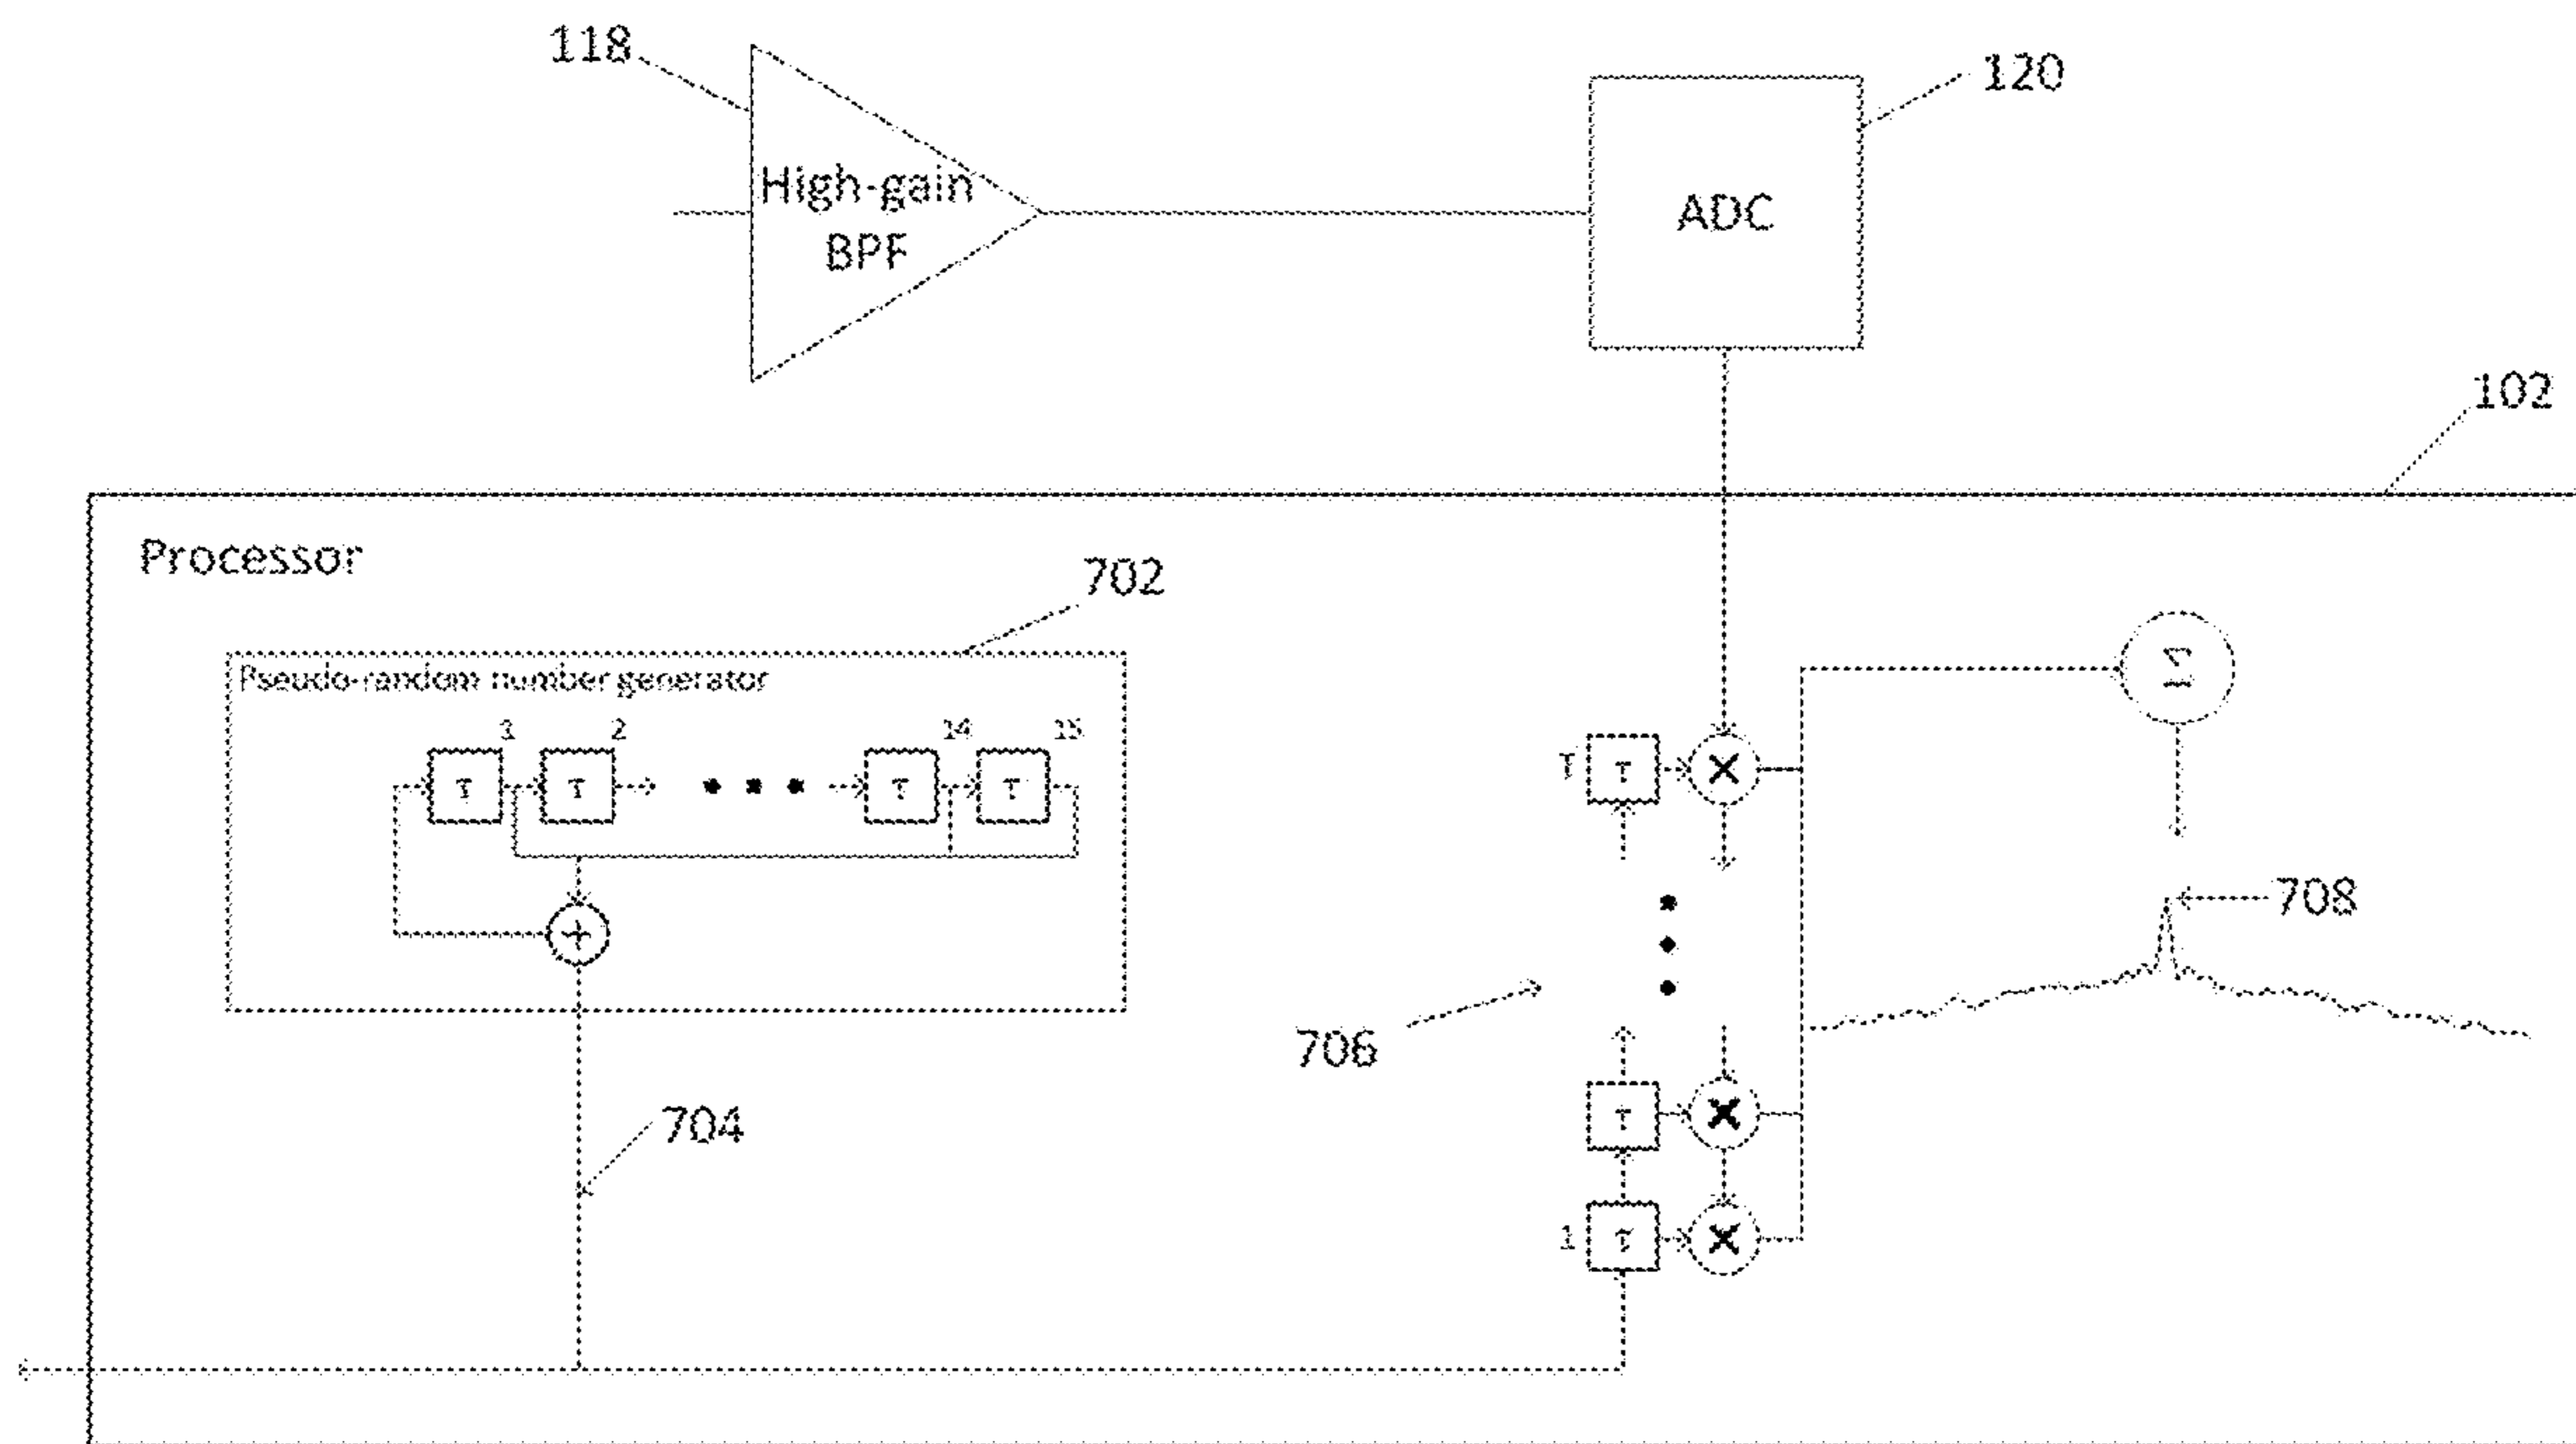 118
120
High-gain
BPF
ADC
102
Processor
702
Pseudo-random number generator
1 2 14 15
τ τ τ τ
Σ
T τ ×
+
708
706
704
τ ×
1 τ ×